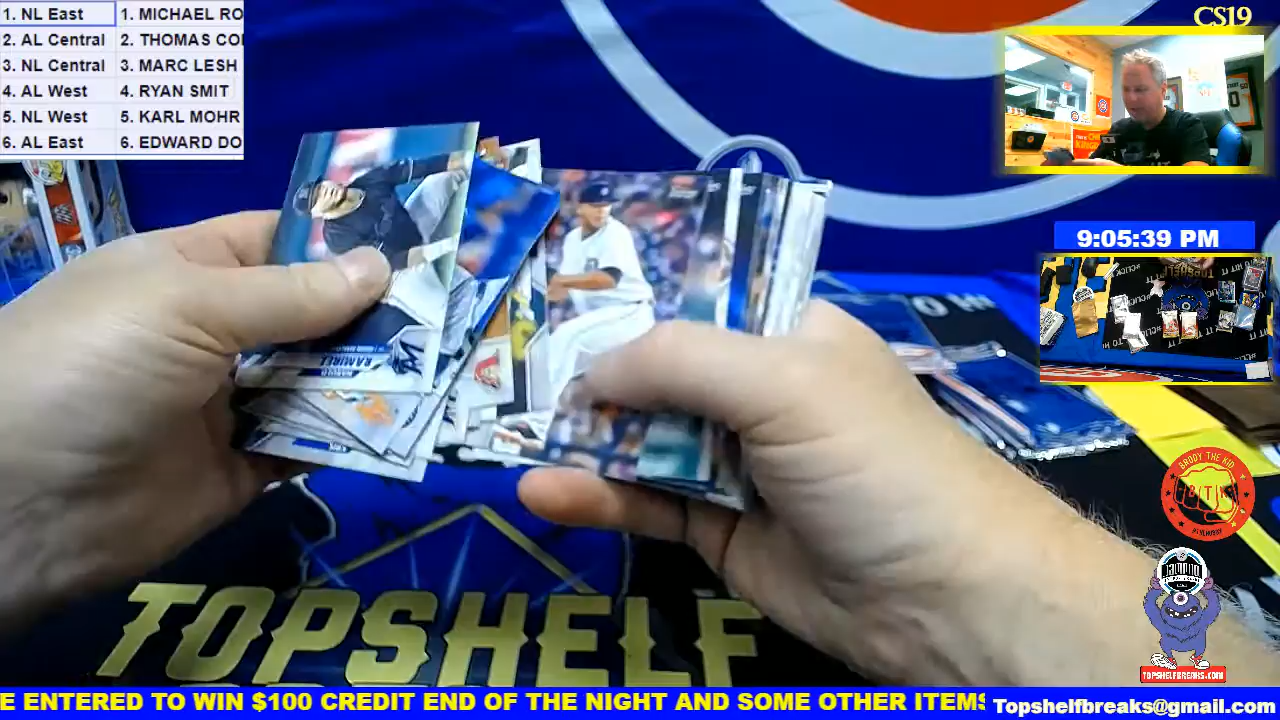 1. NL East 1. MICHAEL RO
2. AL Central 2. THOMAS CO
3. NL Central 3. MARC LESH
4. AL West 4. RYAN SMIT
5. NL West 5. KARL MOHR
6. AL East 6. EDWARD DO
CS19
9:05:39 PM
RAMIREZ
BRODY THE KID
BTK
TOPSHELF
TOPSHELFBREAKS.COM
E ENTERED TO WIN $100 CREDIT END OF THE NIGHT AND SOME OTHER ITEMS
Topshelfbreaks@gmail.com